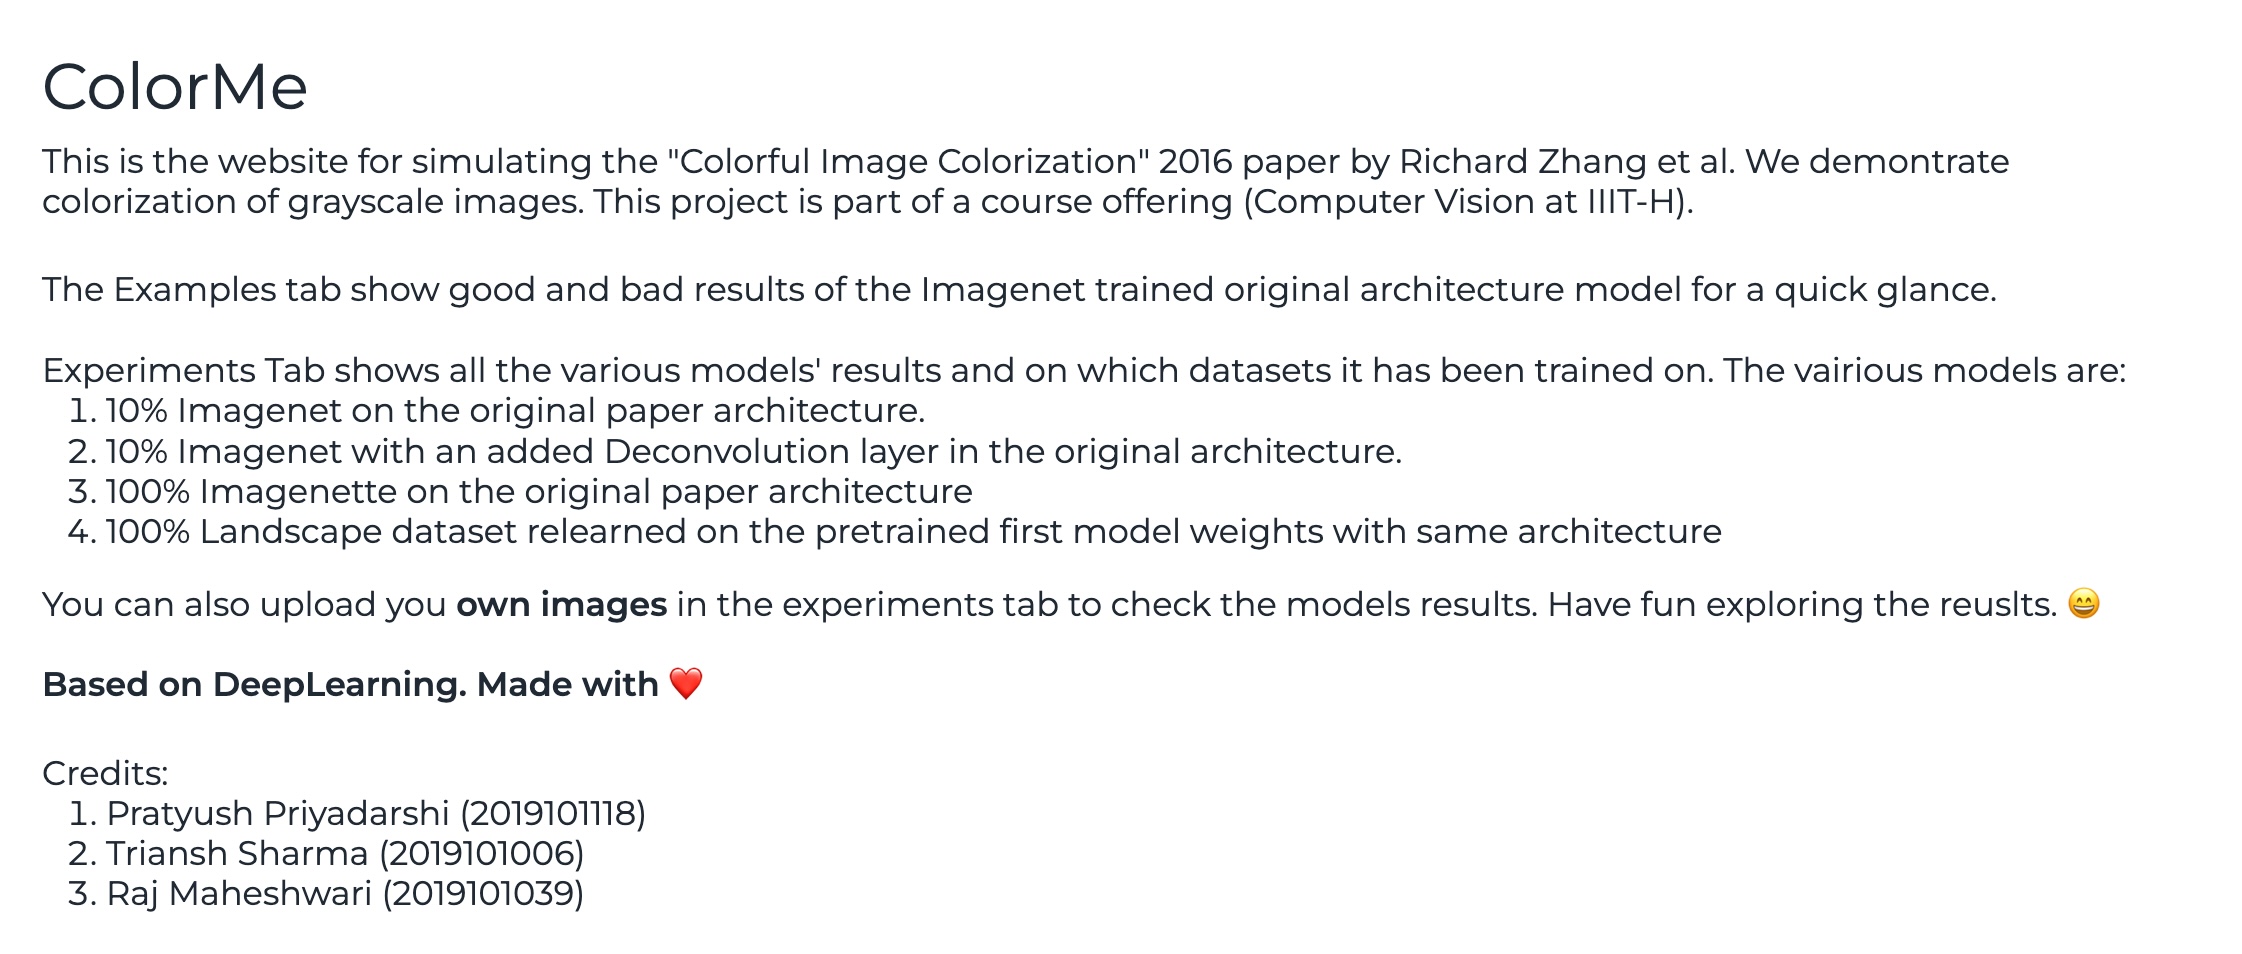 ColorMe
This is the website for simulating the "Colorful Image Colorization" 2016 paper by Richard Zhang et al. We demontrate
colorization of grayscale images. This project is part of a course offering (Computer Vision at IIIT-H).
The Examples tab show good and bad results of the Imagenet trained original architecture model for a quick glance.
Experiments Tab shows all the various models' results and on which datasets it has been trained on. The vairious models are:
1. 10% Imagenet on the original paper architecture.
2. 10% Imagenet with an added Deconvolution layer in the original architecture.
3. 100% Imagenette on the original paper architecture
4. 100% Landscape dataset relearned on the pretrained first model weights with same architecture
You can also upload you own images in the experiments tab to check the models results. Have fun exploring the reuslts. 😄
Based on DeepLearning. Made with ❤️
Credits:
1. Pratyush Priyadarshi (2019101118)
2. Triansh Sharma (2019101006)
3. Raj Maheshwari (2019101039)